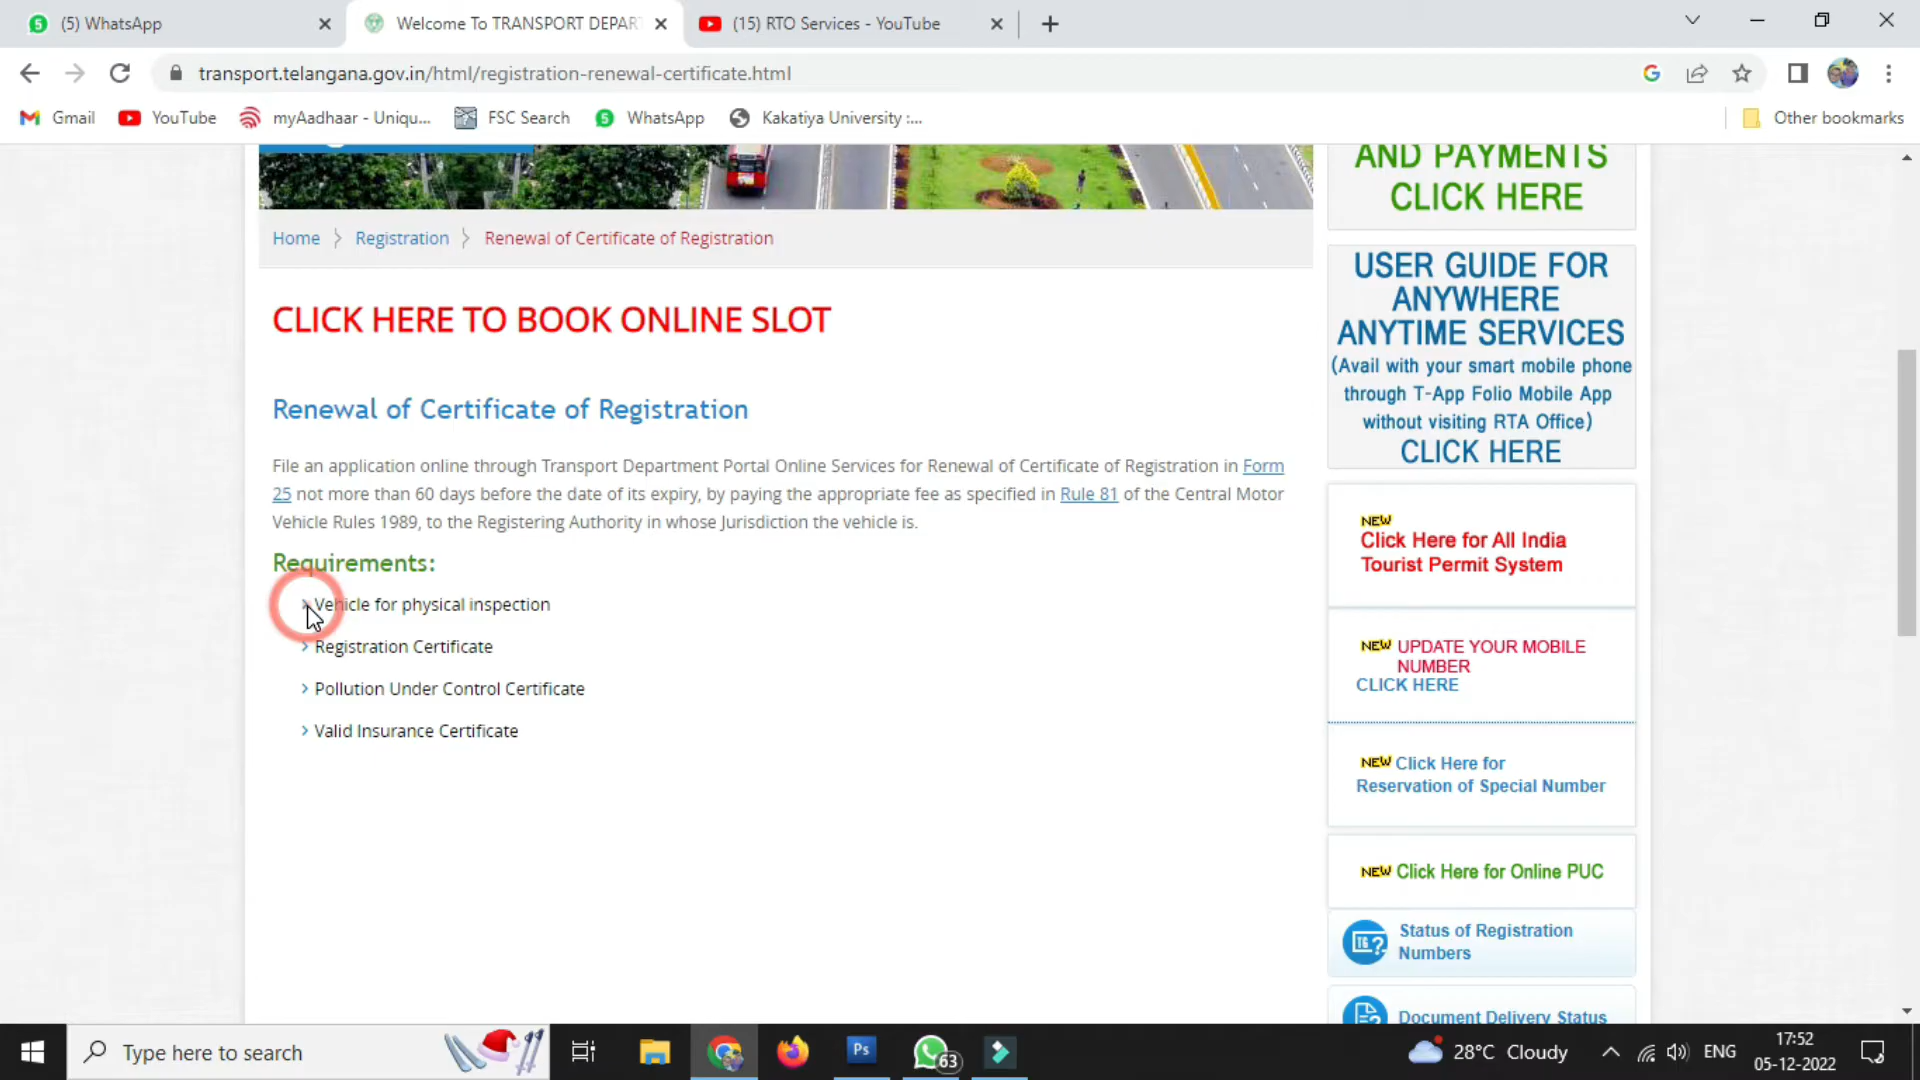 (5) WhatsApp
Welcome To TRANSPORT DEPAR
(15) RTO Services - YouTube
transport.telangana.gov.in/html/registration-renewal-certificate.html
Gmail
YouTube
myAadhaar - Uniqu...
FSC Search
WhatsApp
Kakatiya University :...
Other bookmarks
Home
Registration
Renewal of Certificate of Registration
CLICK HERE TO BOOK ONLINE SLOT
Renewal of Certificate of Registration
File an application online through Transport Department Portal Online Services for Renewal of Certificate of Registration in Form
25 not more than 60 days before the date of its expiry, by paying the appropriate fee as specified in Rule 81 of the Central Motor
Vehicle Rules 1989, to the Registering Authority in whose Jurisdiction the vehicle is.
Requirements:
Vehicle for physical inspection
Registration Certificate
Pollution Under Control Certificate
Valid Insurance Certificate
AND PAYMENTS
CLICK HERE
USER GUIDE FOR
ANYWHERE
ANYTIME SERVICES
(Avail with your smart mobile phone
through T-App Folio Mobile App
without visiting RTA Office)
CLICK HERE
NEW
Click Here for All India
Tourist Permit System
NEW UPDATE YOUR MOBILE
NUMBER
CLICK HERE
NEW Click Here for
Reservation of Special Number
NEW Click Here for Online PUC
Status of Registration
Numbers
Document Delivery Status
Type here to search
Ps
63
28°C Cloudy
ENG
17:52
05-12-2022